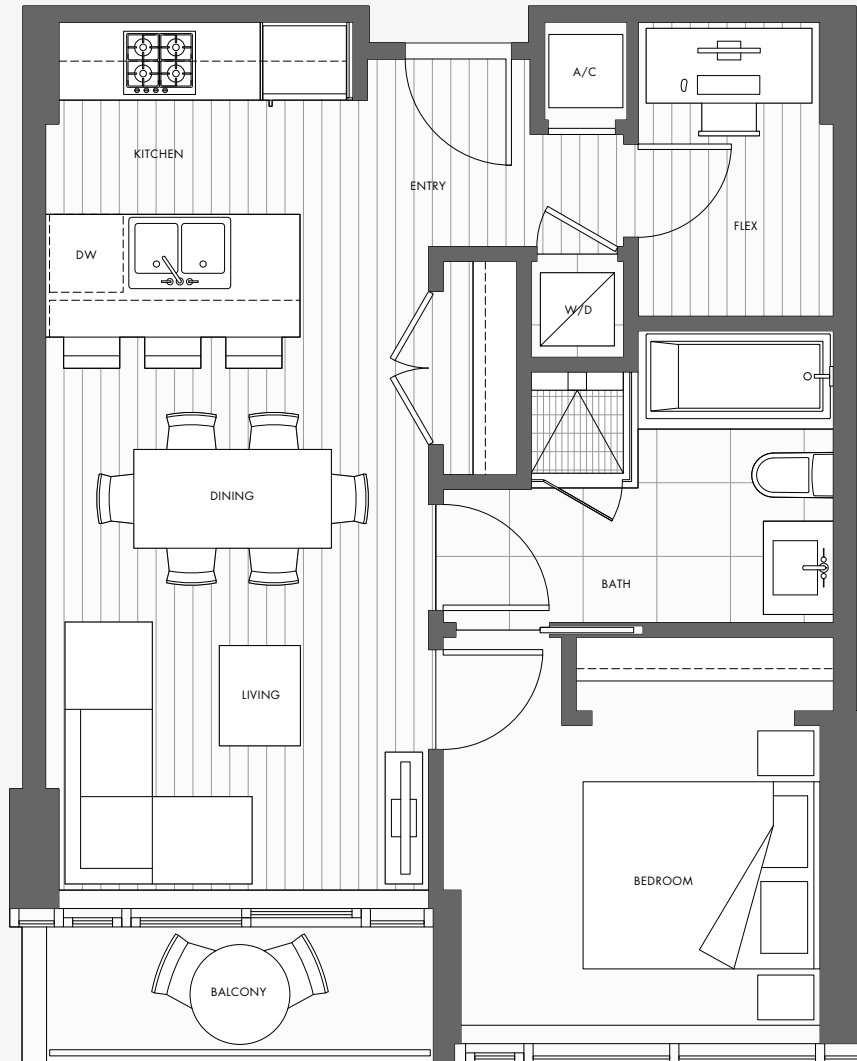 A/C
KITCHEN
ENTRY
FLEX
DW
W/D
DINING
BATH
LIVING
BEDROOM
BALCONY